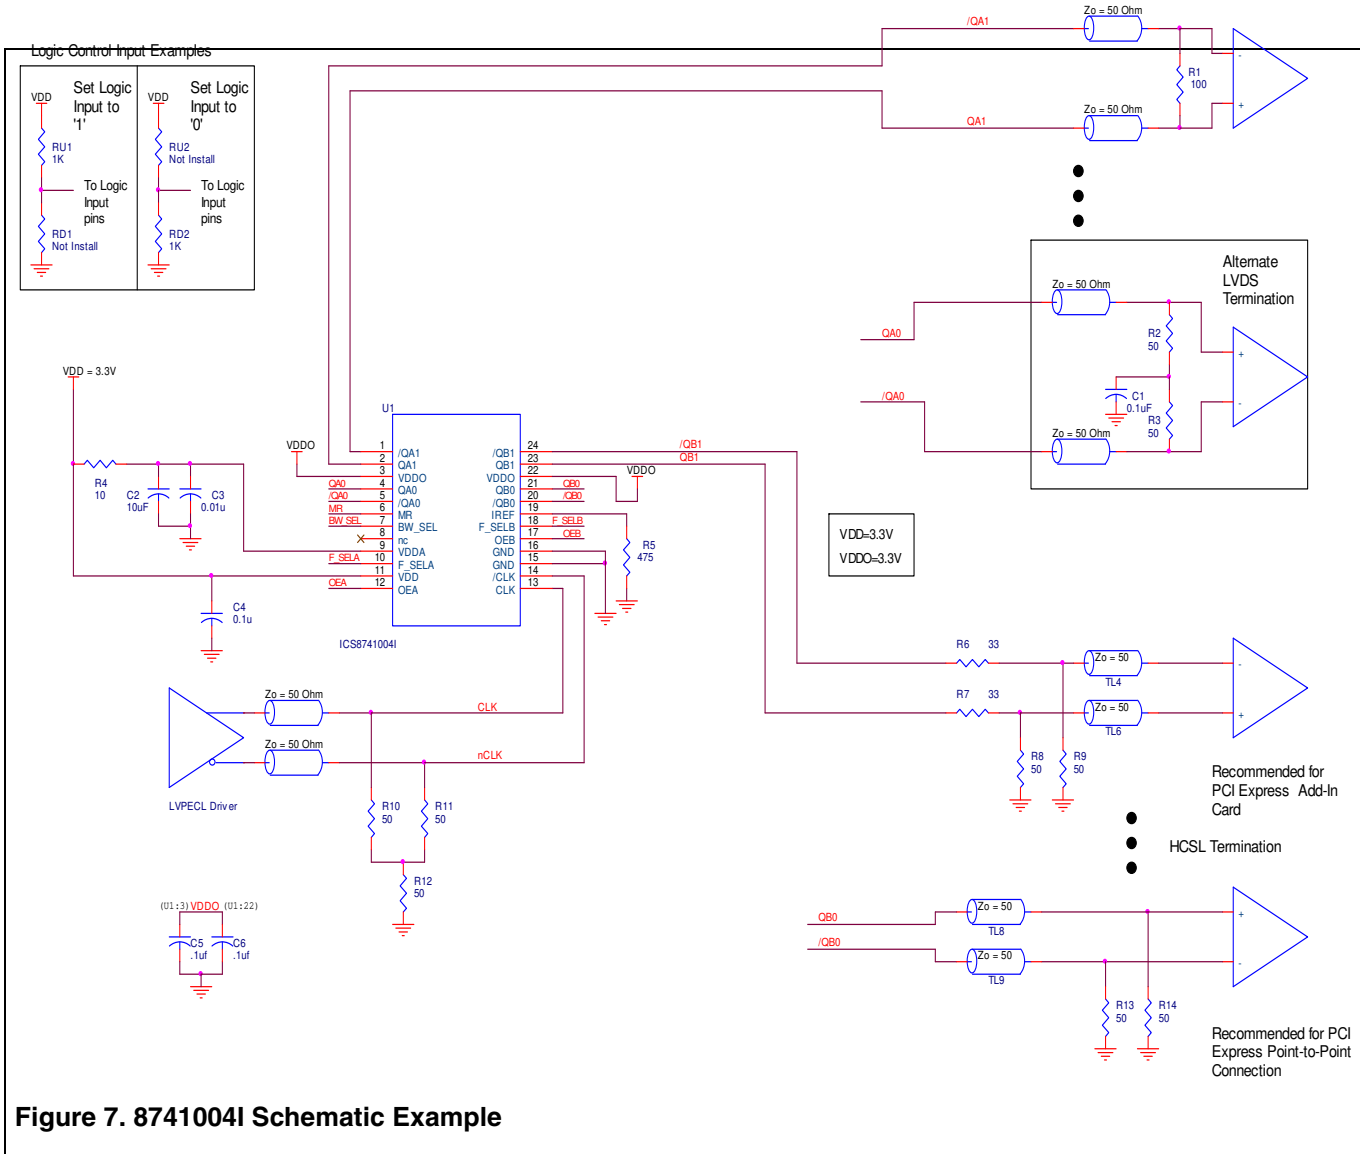 Zo = 50 Ohm
/QA1
Logic Control Input Examples
R1
100
-
+
Zo = 50 Ohm
QA1
VDD
Set Logic
Input to
'1'
VDD
Set Logic
Input to
'0'
RU1
1K
RU2
Not Install
To Logic
Input
pins
To Logic
Input
pins
RD1
Not Install
RD2
1K
Alternate
LVDS
Termination
Zo = 50 Ohm
QA0
R2
50
+
/QA0
C1
0.1uF
-
R3
50
Zo = 50 Ohm
VDD = 3.3V
R4
10
C2
10uF
C3
0.01u
C4
0.1u
VDDO
U1
1
/QA1
2
QA1
3
VDDO
4
QA0
QA0
5
/QA0
/QA0
6
MR
MR
7
BW_SEL
BW_SEL
8
nc
9
VDDA
10
F_SELA
F_SELA
11
VDD
12
OEA
OEA
24
/QB1
/QB1
23
QB1
QB1
22
VDDO
VDDO
21
QB0
QB0
20
/QB0
/QB0
19
IREF
18
F_SELB
F_SELB
17
OEB
OEB
16
GND
15
GND
14
/CLK
13
CLK
R5
475
ICS8741004I
VDD=3.3V
VDDO=3.3V
R6 33
Zo = 50
TL4
-
R7 33
Zo = 50
TL6
+
R8
50
R9
50
Recommended for
PCI Express Add-In
Card
HCSL Termination
Zo = 50 Ohm
CLK
Zo = 50 Ohm
nCLK
LVPECL Driver
R10
50
R11
50
R12
50
(U1:3) VDDO (U1:22)
C5
.1uf
C6
.1uf
QB0
Zo = 50
TL8
+
/QB0
Zo = 50
TL9
-
R13
50
R14
50
Recommended for PCI
Express Point-to-Point
Connection
Figure 7. 8741004I Schematic Example